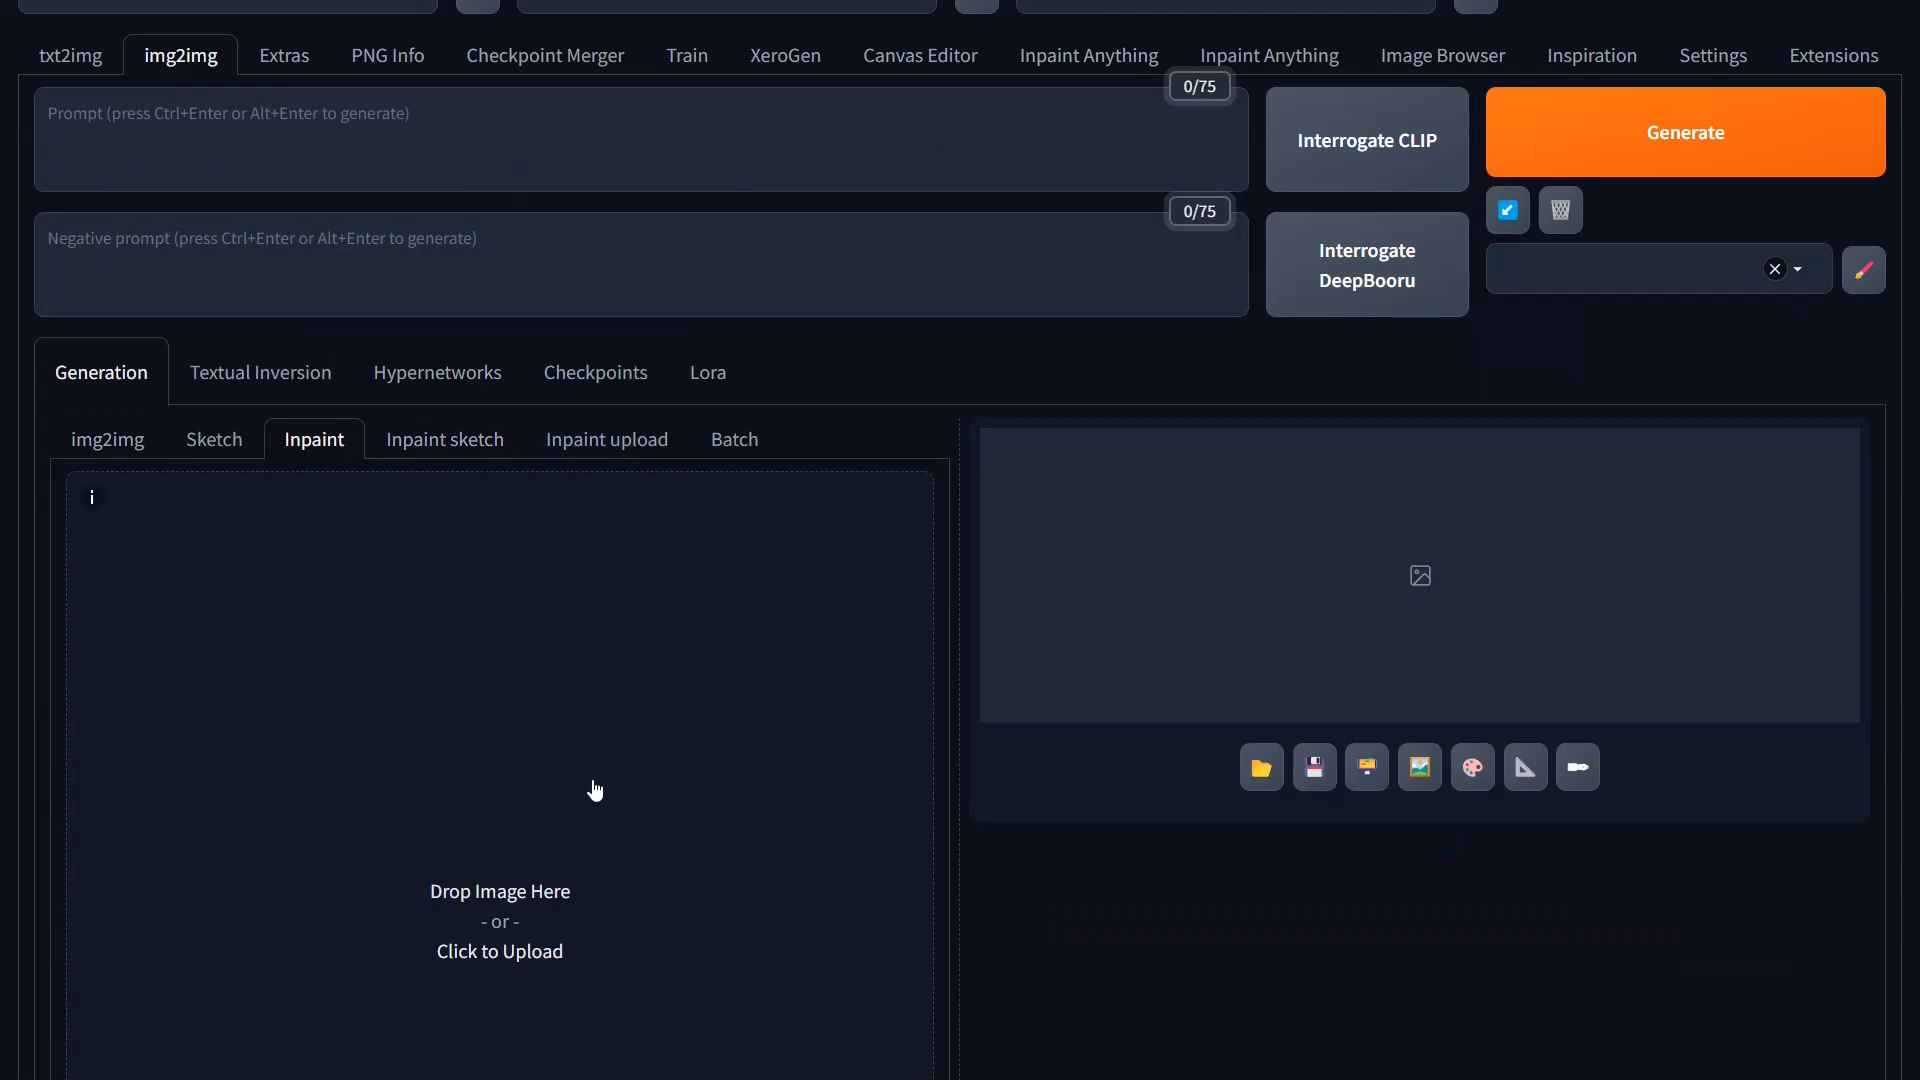 txt2img img2img Extras PNG Info Checkpoint Merger Train XeroGen Canvas Editor Inpaint Anything Inpaint Anything Image Browser Inspiration Settings Extensions
0/75
Prompt (press Ctrl+Enter or Alt+Enter to generate)
Interrogate CLIP
Generate
0/75
Negative prompt (press Ctrl+Enter or Alt+Enter to generate)
Interrogate
DeepBooru
Generation Textual Inversion Hypernetworks Checkpoints Lora
img2img Sketch Inpaint Inpaint sketch Inpaint upload Batch
i
Drop Image Here
- or -
Click to Upload